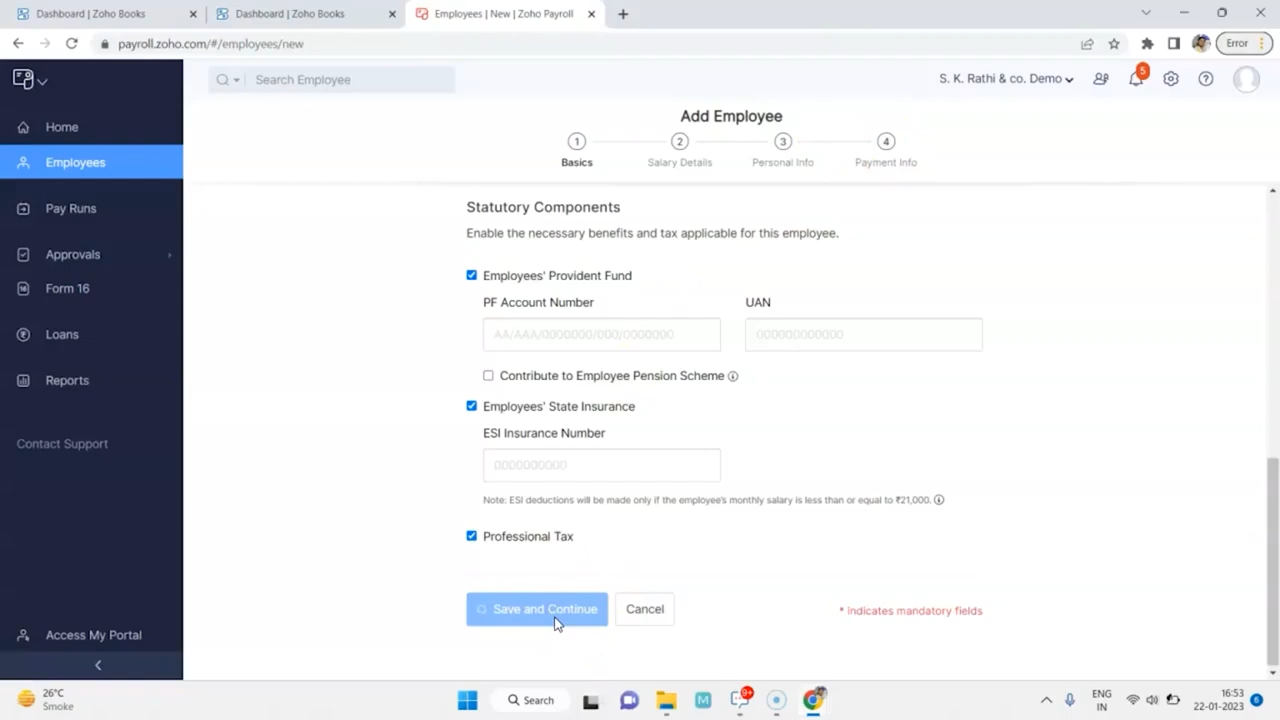 Dashboard | Zoho Books
Dashboard | Zoho Books
Employees | New | Zoho Payroll
payroll.zoho.com/#/employees/new
Error
Search Employee
S. K. Rathi & co. Demo
5
Add Employee
1 2 3 4
Basics Salary Details Personal Info Payment Info
Home
Employees
Pay Runs
Approvals
Form 16
Loans
Reports
Contact Support
Access My Portal
Statutory Components
Enable the necessary benefits and tax applicable for this employee.
Employees' Provident Fund
PF Account Number UAN
AA/AAA/0000000/000/0000000 000000000000
Contribute to Employee Pension Scheme
Employees' State Insurance
ESI Insurance Number
0000000000
Note: ESI deductions will be made only if the employee's monthly salary is less than or equal to ₹21,000.
Professional Tax
Save and Continue Cancel
* indicates mandatory fields
26°C
Smoke
Search
9+
ENG
IN
16:53
22-01-2023
6